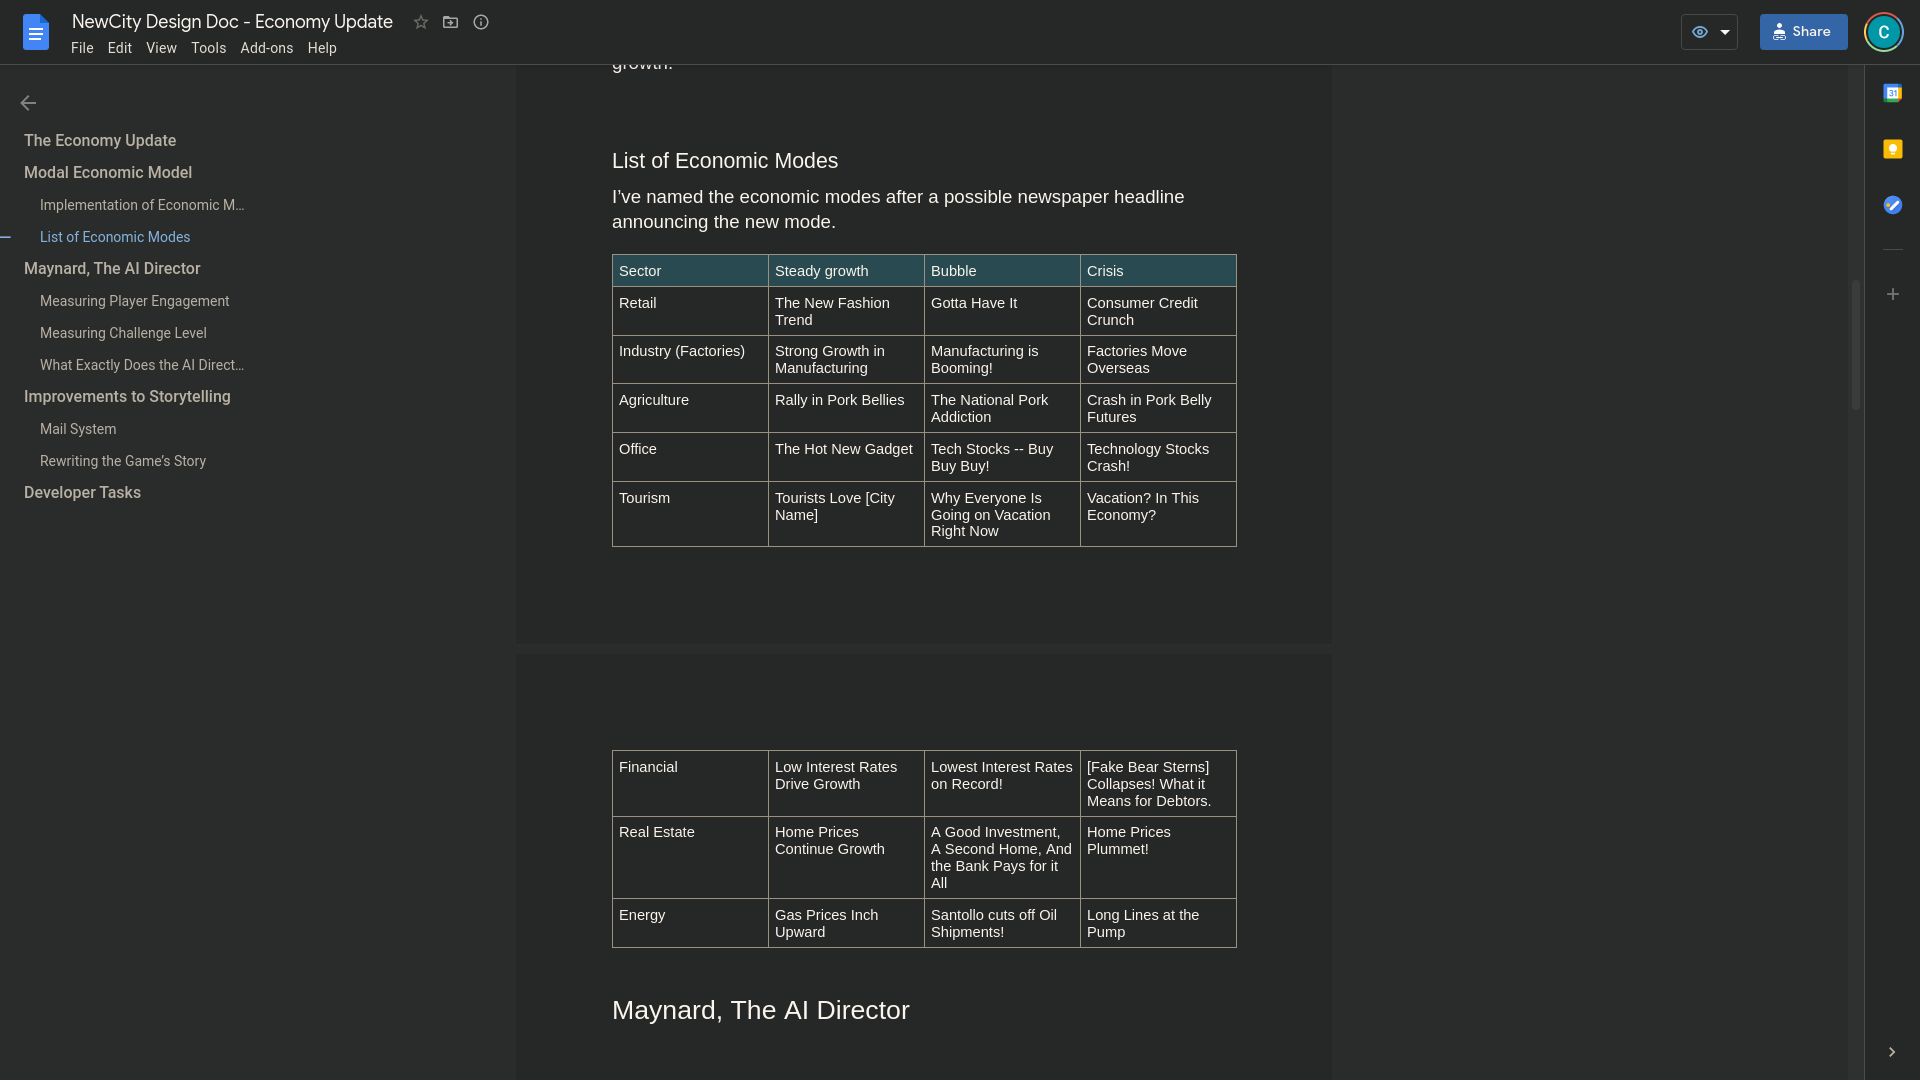 NewCity Design Doc - Economy Update
File Edit View Tools Add-ons Help
Share
C
The Economy Update
Modal Economic Model
Implementation of Economic M...
List of Economic Modes
Maynard, The AI Director
Measuring Player Engagement
Measuring Challenge Level
What Exactly Does the AI Direct...
Improvements to Storytelling
Mail System
Rewriting the Game's Story
Developer Tasks
growth.
List of Economic Modes
I've named the economic modes after a possible newspaper headline
announcing the new mode.
Sector Steady growth Bubble Crisis
Retail
The New Fashion
Trend
Gotta Have It
Consumer Credit
Crunch
Industry (Factories)
Strong Growth in
Manufacturing
Manufacturing is
Booming!
Factories Move
Overseas
Agriculture
Rally in Pork Bellies
The National Pork
Addiction
Crash in Pork Belly
Futures
Office
The Hot New Gadget
Tech Stocks -- Buy
Buy Buy!
Technology Stocks
Crash!
Tourism
Tourists Love [City
Name]
Why Everyone Is
Going on Vacation
Right Now
Vacation? In This
Economy?
Financial
Low Interest Rates
Drive Growth
Lowest Interest Rates
on Record!
[Fake Bear Sterns]
Collapses! What it
Means for Debtors.
Real Estate
Home Prices
Continue Growth
A Good Investment,
A Second Home, And
the Bank Pays for it
All
Home Prices
Plummet!
Energy
Gas Prices Inch
Upward
Santollo cuts off Oil
Shipments!
Long Lines at the
Pump
Maynard, The AI Director
31